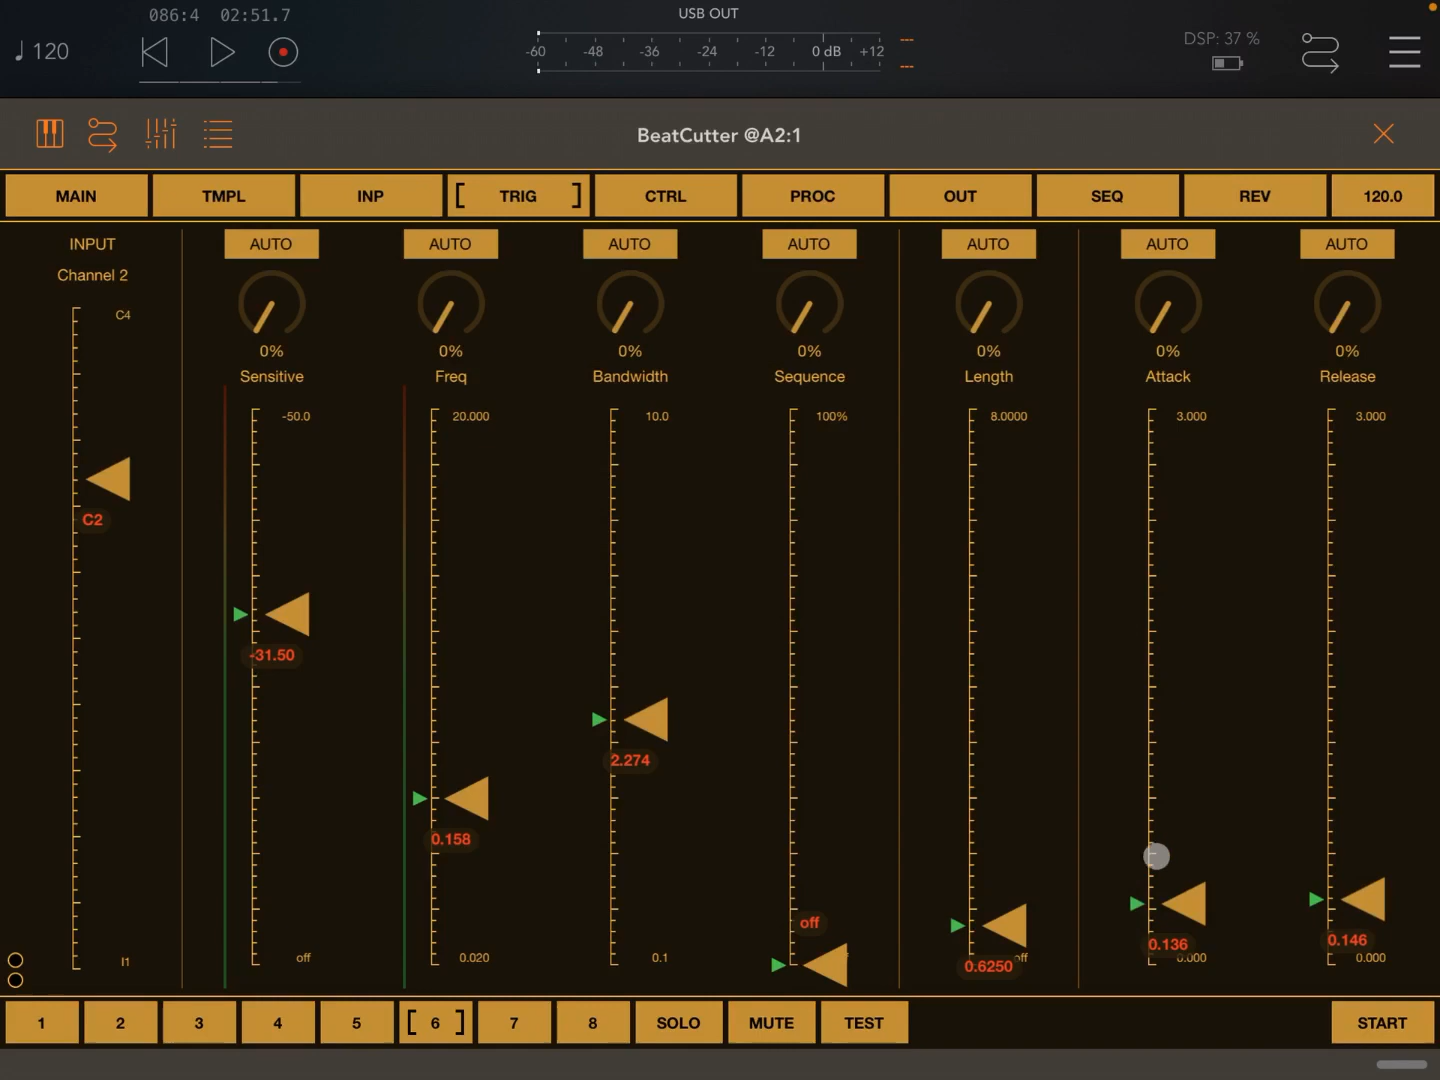 086:4 02:51.7
USB OUT
♩ 120
-60 -48 -36 -24 -12 0 dB +12
---
---
DSP: 37 %
BeatCutter @A2:1
MAIN TMPL INP [ TRIG ] CTRL PROC OUT SEQ REV 120.0
INPUT AUTO AUTO AUTO AUTO AUTO AUTO AUTO
Channel 2
C4
0% 0% 0% 0% 0% 0% 0%
Sensitive Freq Bandwidth Sequence Length Attack Release
-50.0 20.000 10.0 100% 8.0000 3.000 3.000
C2
-31.50
2.274
0.158
off
0.136 0.146
I1 off 0.020 0.1 0.6250 off 0.000 0.000
1 2 3 4 5 [ 6 ] 7 8 SOLO MUTE TEST START